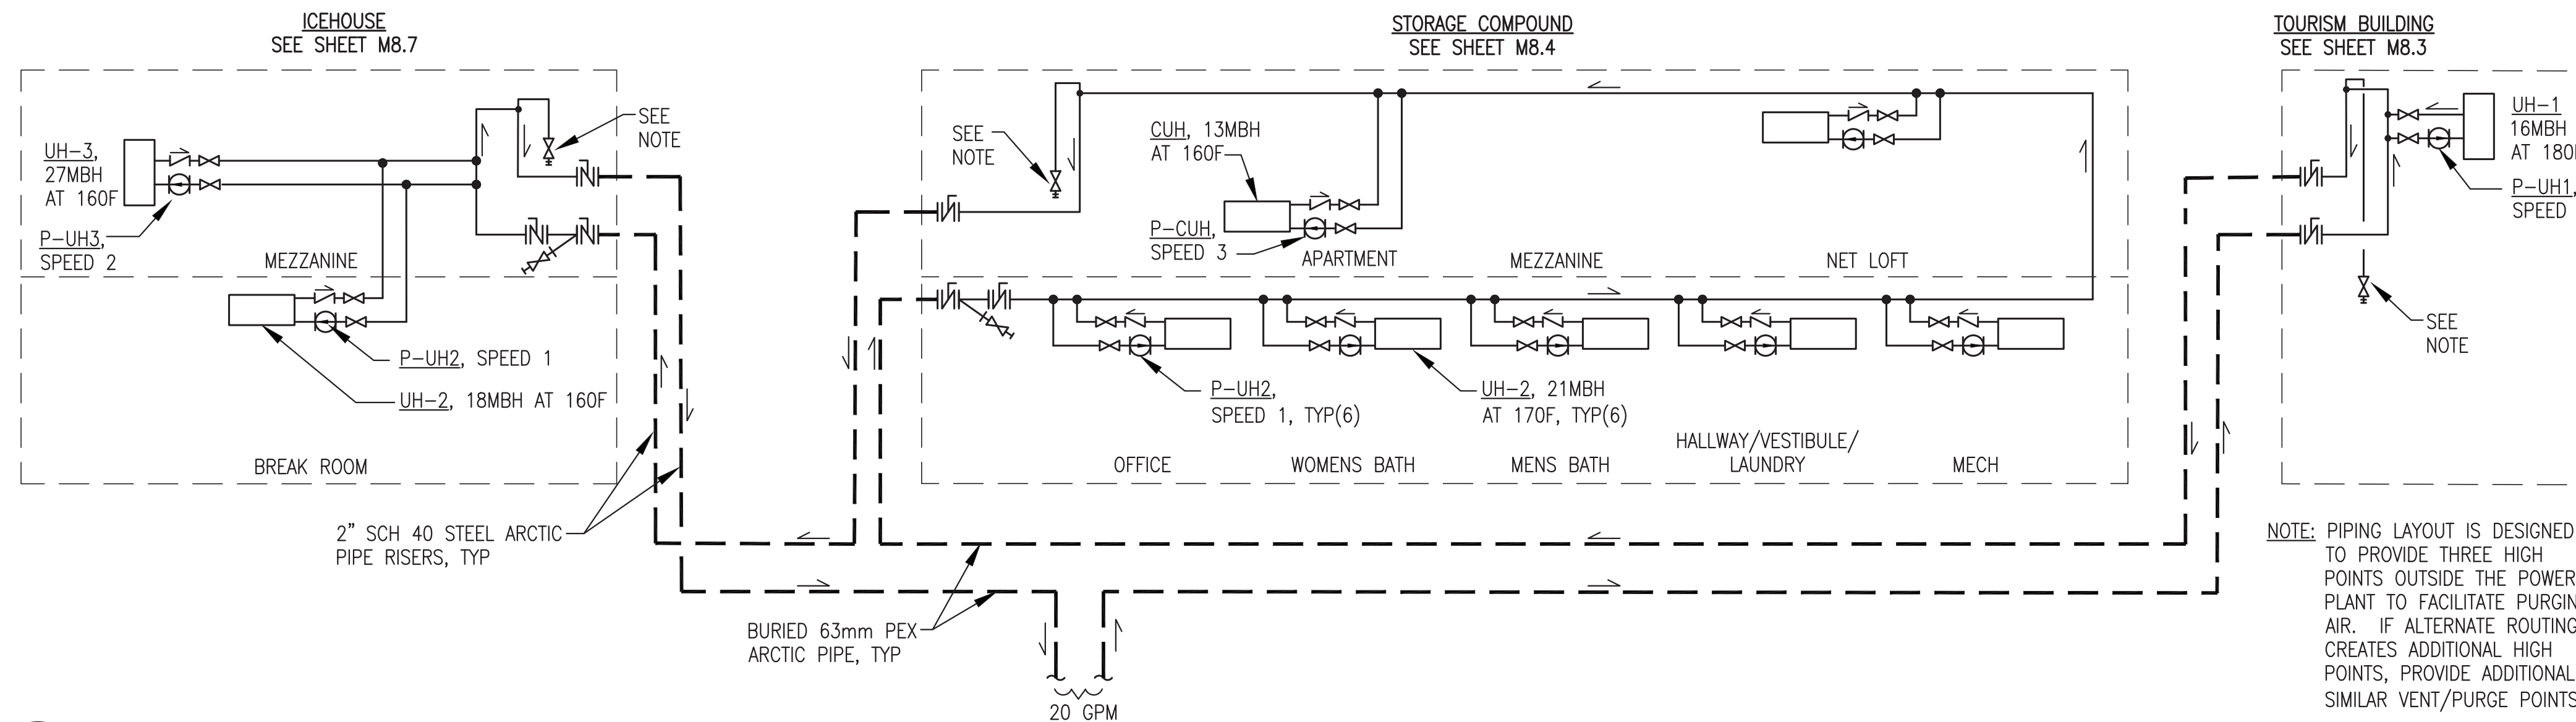 ICEHOUSE
SEE SHEET M8.7
UH-3,
27MBH
AT 160F
P-UH3,
SPEED 2
MEZZANINE
SEE
NOTE
P-UH2, SPEED 1
UH-2, 18MBH AT 160F
BREAK ROOM
2" SCH 40 STEEL ARCTIC
PIPE RISERS, TYP
STORAGE COMPOUND
SEE SHEET M8.4
SEE
NOTE
CUH, 13MBH
AT 160F
P-CUH,
SPEED 3
APARTMENT
MEZZANINE
NET LOFT
P-UH2,
SPEED 1, TYP(6)
UH-2, 21MBH
AT 170F, TYP(6)
OFFICE
WOMENS BATH
MENS BATH
HALLWAY/VESTIBULE/
LAUNDRY
MECH
BURIED 63mm PEX
ARCTIC PIPE, TYP
20 GPM
TOURISM BUILDING
SEE SHEET M8.3
UH-1
16MBH
AT 180
P-UH1,
SPEED
SEE
NOTE
NOTE: PIPING LAYOUT IS DESIGNED
TO PROVIDE THREE HIGH
POINTS OUTSIDE THE POWER
PLANT TO FACILITATE PURGIN
AIR. IF ALTERNATE ROUTING
CREATES ADDITIONAL HIGH
POINTS, PROVIDE ADDITIONAL
SIMILAR VENT/PURGE POINTS